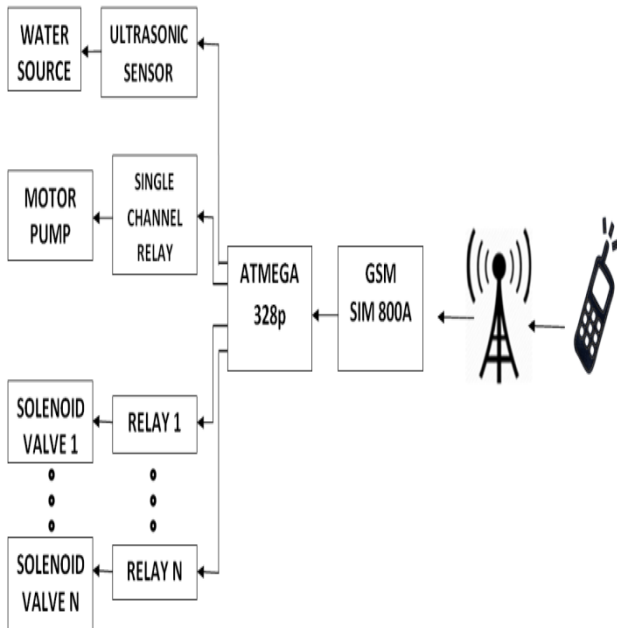 WATER
SOURCE
ULTRASONIC
SENSOR
MOTOR
PUMP
SINGLE
CHANNEL
RELAY
ATMEGA
328p
GSM
SIM 800A
SOLENOID
VALVE 1
RELAY 1
SOLENOID
VALVE N
RELAY N